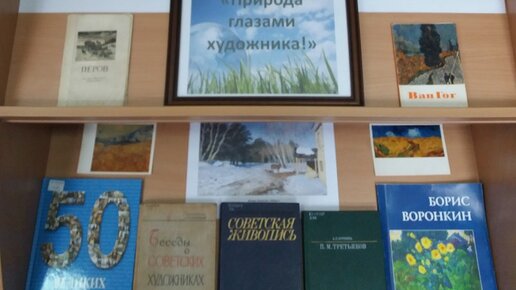 «Природа
глазами
художника!»
ПЕРОВ
Ван Гог
50
ВЕЛИКИХ
Беседы
о
СОВЕТСКИХ
ХУДОЖНИКАХ
СОВЕТСКАЯ
ЖИВОПИСЬ
П. М. ТРЕТЬЯКОВ
БОРИС
ВОРОНКИН